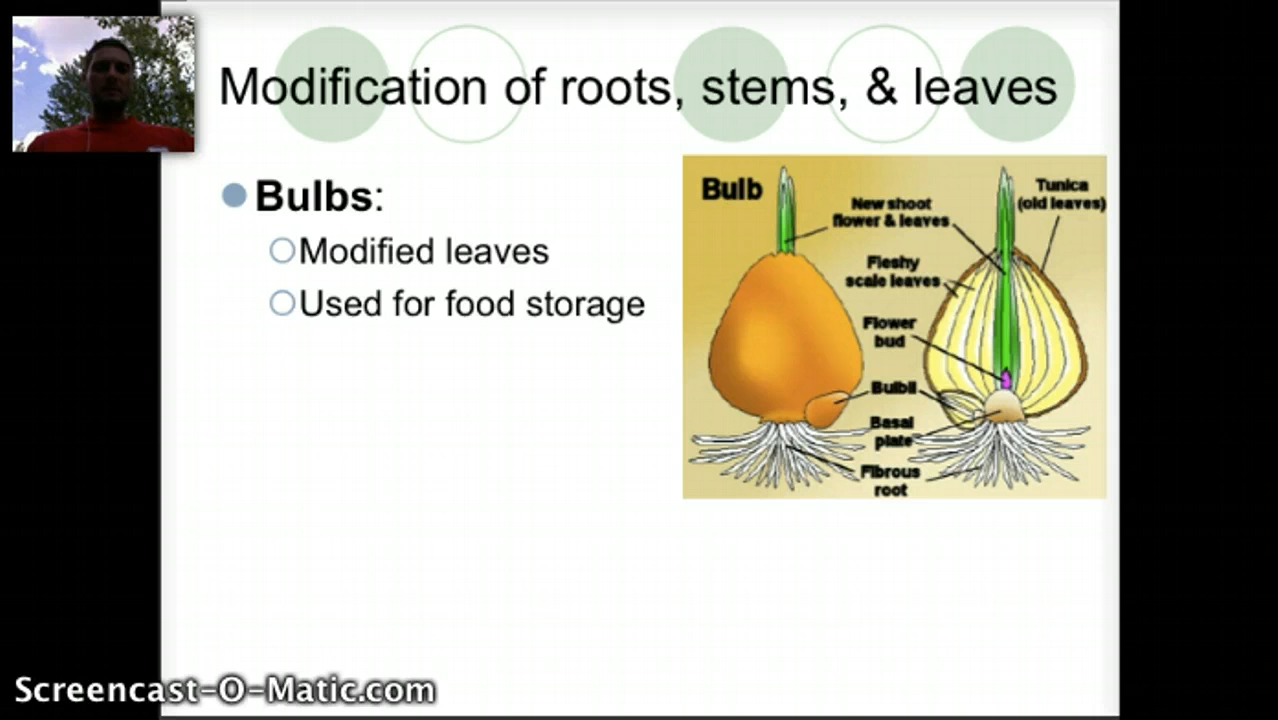 Modification of roots, stems, & leaves
Bulbs:
Modified leaves
Used for food storage
Bulb
New shoot
flower & leaves
Tunica
(old leaves)
Fleshy
scale leaves
Flower
bud
Bulbil
Basal
plate
Fibrous
root
Screencast-O-Matic.com